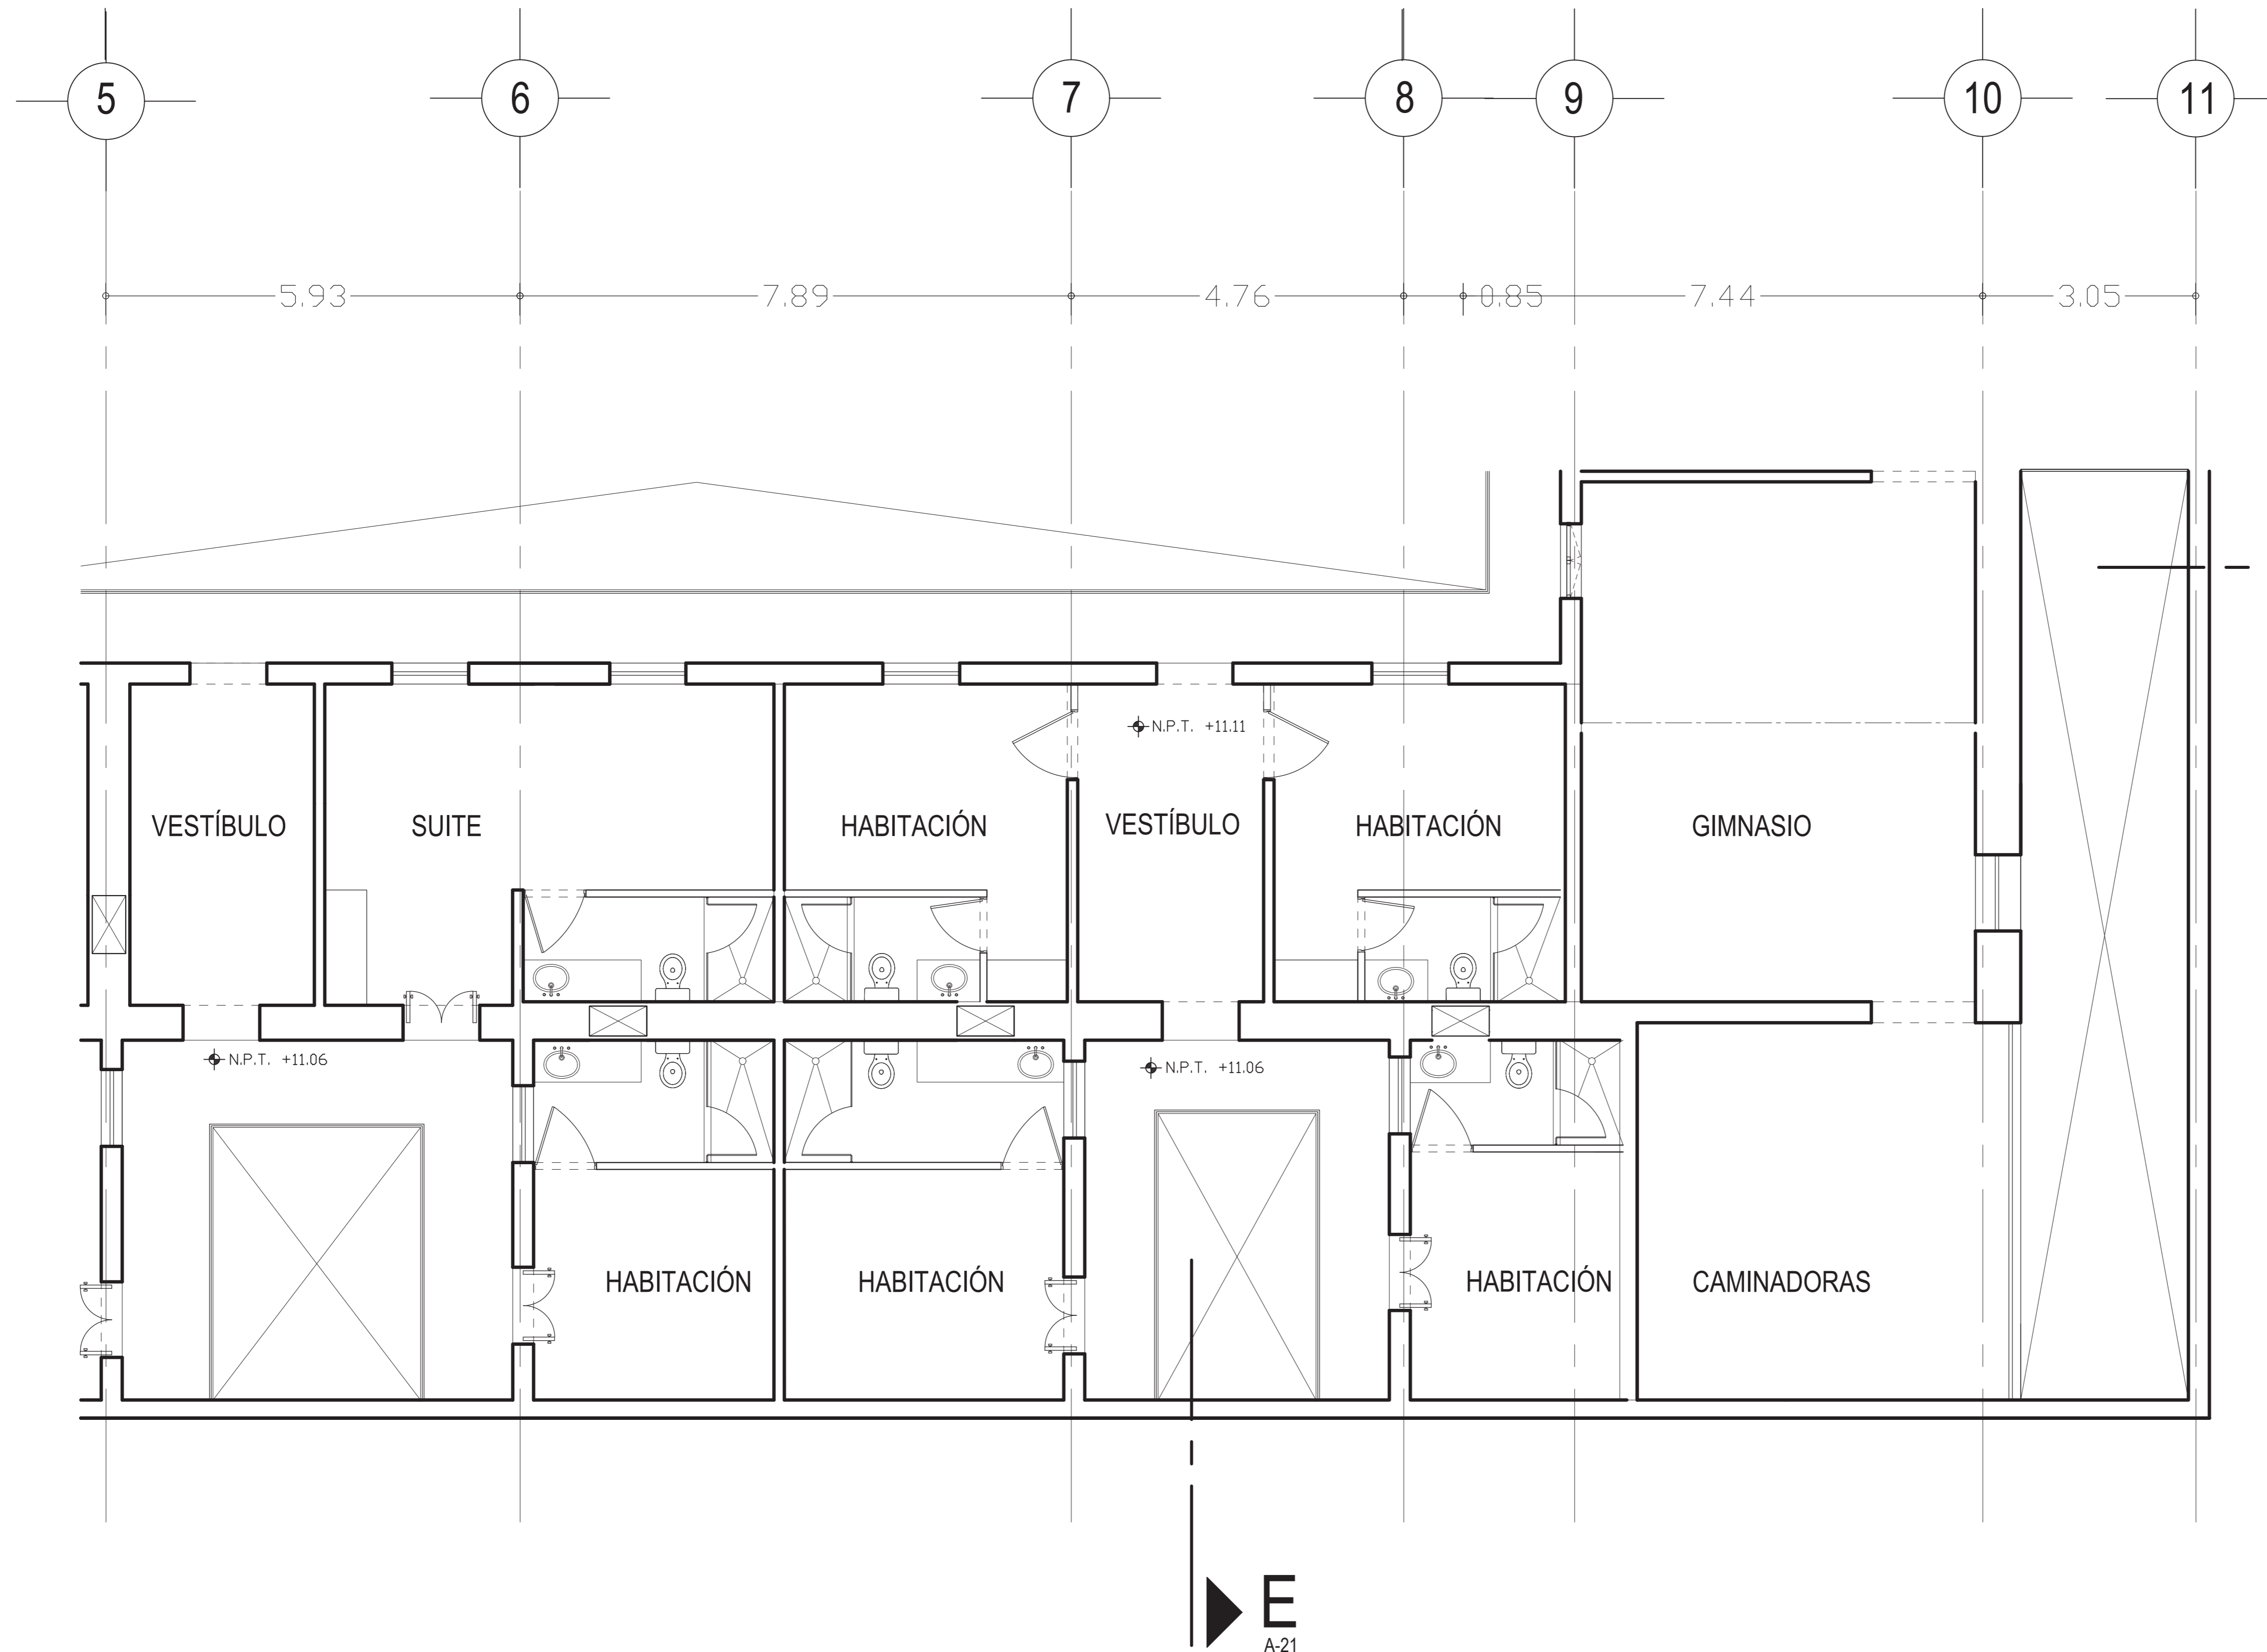 5 6 7 8 9 10 11
5.93 7.89 4.76 0.85 7.44 3.05
N.P.T. +11.11
VESTÍBULO SUITE HABITACIÓN VESTÍBULO HABITACIÓN GIMNASIO
N.P.T. +11.06 N.P.T. +11.06
HABITACIÓN HABITACIÓN HABITACIÓN CAMINADORAS
E
A-21